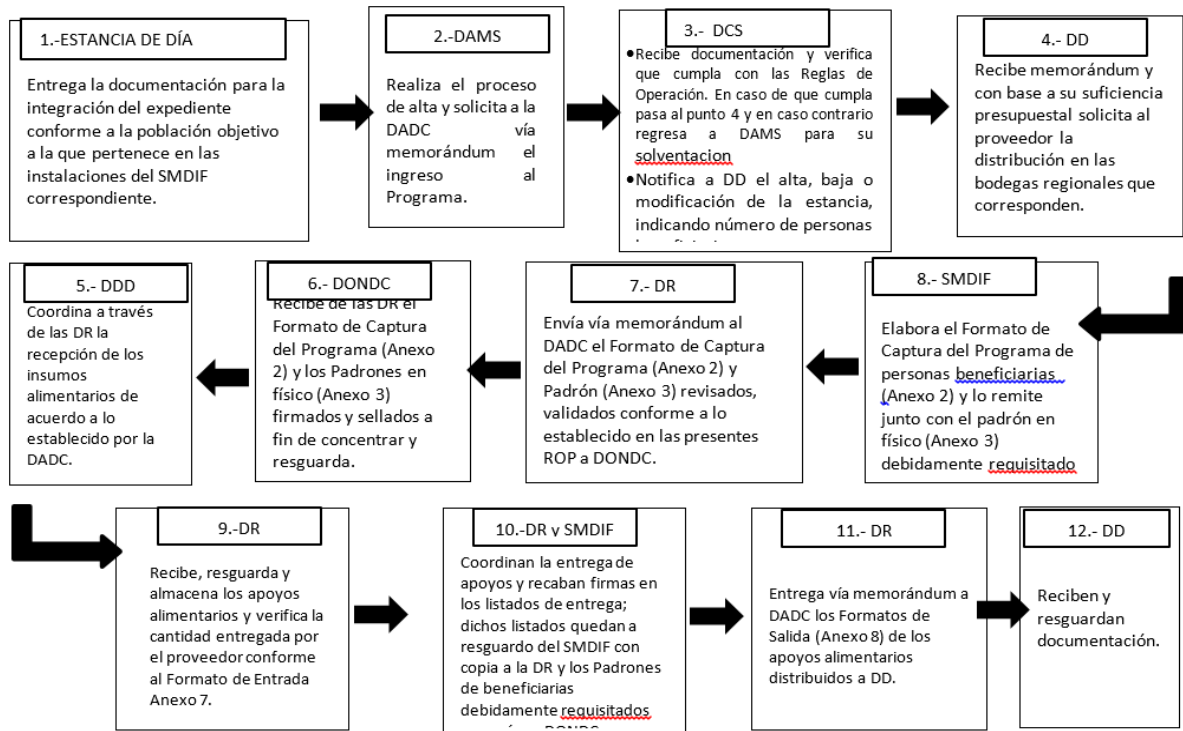 1.-ESTANCIA DE DÍA
Entrega la documentación para la
integración del expediente
conforme a la población objetivo
a la que pertenece en las
instalaciones del SMDIF
correspondiente.
2.-DAMS
Realiza el proceso
de alta y solicita a la
DADC vía
memorándum el
ingreso al
Programa.
3.- DCS
•Recibe documentación y verifica
que cumpla con las Reglas de
Operación. En caso de que cumpla
pasa al punto 4 y en caso contrario
regresa a DAMS para su
solventacion
•Notifica a DD el alta, baja o
modificación de la estancia,
indicando número de personas
4.- DD
Recibe memorándum y
con base a su suficiencia
presupuestal solicita al
proveedor la
distribución en las
bodegas regionales que
corresponden.
5.- DDD
Coordina a través
de las DR la
recepción de los
insumos
alimentarios de
acuerdo a lo
establecido por la
DADC.
6.- DONDC
Recibe de las DR el
Formato de Captura
del Programa (Anexo
2) y los Padrones en
físico (Anexo 3)
firmados y sellados a
fin de concentrar y
resguarda.
7.- DR
Envía vía memorándum al
DADC el Formato de Captura
del Programa (Anexo 2) y
Padrón (Anexo 3) revisados,
validados conforme a lo
establecido en las presentes
ROP a DONDC.
8.- SMDIF
Elabora el Formato de
Captura del Programa de
personas beneficiarias
(Anexo 2) y lo remite
junto con el padrón en
físico (Anexo 3)
debidamente requisitado
9.-DR
Recibe, resguarda y
almacena los apoyos
alimentarios y verifica la
cantidad entregada por
el proveedor conforme
al Formato de Entrada
Anexo 7.
10.-DR y SMDIF
Coordinan la entrega de
apoyos y recaban firmas en
los listados de entrega;
dichos listados quedan a
resguardo del SMDIF con
copia a la DR y los Padrones
de beneficiarias
debidamente requisitados
11.- DR
Entrega vía memorándum a
DADC los Formatos de
Salida (Anexo 8) de los
apoyos alimentarios
distribuidos a DD.
12.- DD
Reciben y
resguardan
documentación.